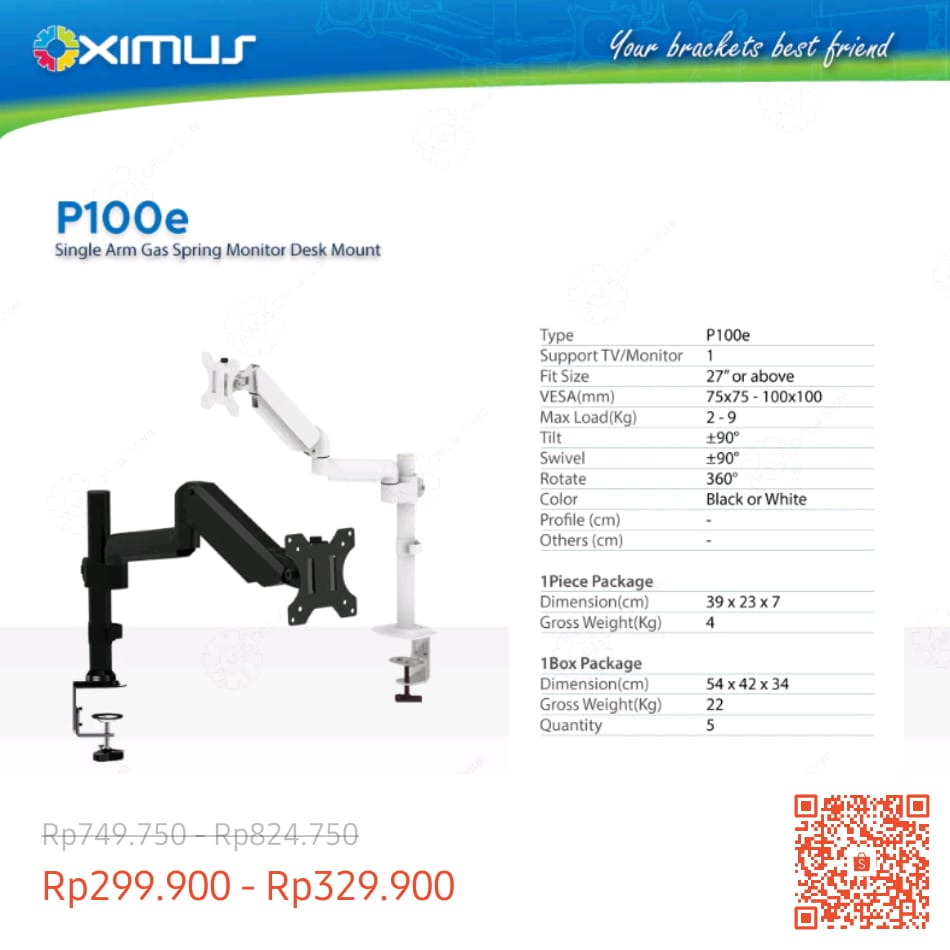 OXIMUS
Your brackets best friend
P100e
Single Arm Gas Spring Monitor Desk Mount
Type P100e
Support TV/Monitor 1
Fit Size 27" or above
VESA(mm) 75x75 - 100x100
Max Load(Kg) 2 - 9
Tilt ±90°
Swivel ±90°
Rotate 360°
Color Black or White
Profile (cm) -
Others (cm) -
1Piece Package
Dimension(cm) 39 x 23 x 7
Gross Weight(Kg) 4
1Box Package
Dimension(cm) 54 x 42 x 34
Gross Weight(Kg) 22
Quantity 5
Rp749.750 - Rp824.750
Rp299.900 - Rp329.900